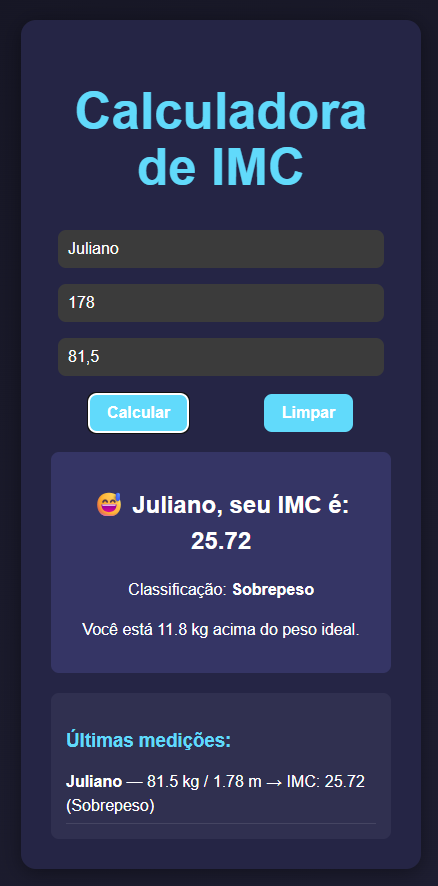 Calculadora
de IMC
Juliano
178
81,5
Calcular
Limpar
😅 Juliano, seu IMC é:
25.72
Classificação: Sobrepeso
Você está 11.8 kg acima do peso ideal.
Últimas medições:
Juliano — 81.5 kg / 1.78 m → IMC: 25.72
(Sobrepeso)